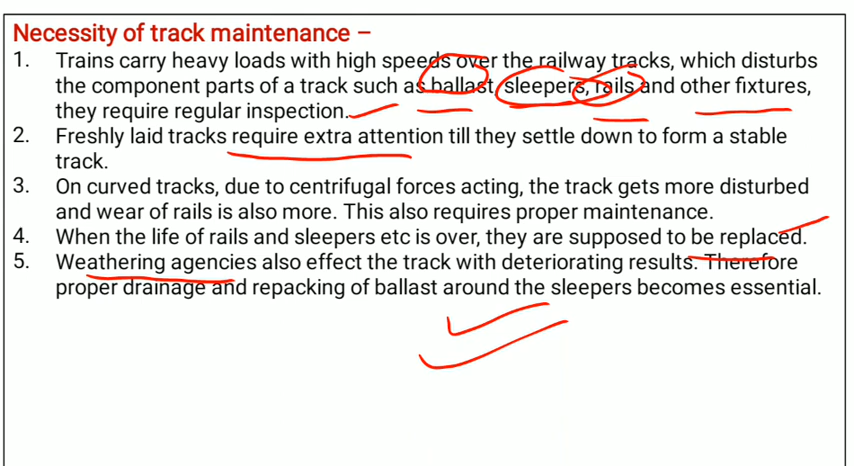 Necessity of track maintenance –
1. Trains carry heavy loads with high speeds over the railway tracks, which disturbs
the component parts of a track such as ballast, sleepers, rails and other fixtures,
they require regular inspection.
2. Freshly laid tracks require extra attention till they settle down to form a stable
track.
3. On curved tracks, due to centrifugal forces acting, the track gets more disturbed
and wear of rails is also more. This also requires proper maintenance.
4. When the life of rails and sleepers etc is over, they are supposed to be replaced.
5. Weathering agencies also effect the track with deteriorating results. Therefore
proper drainage and repacking of ballast around the sleepers becomes essential.